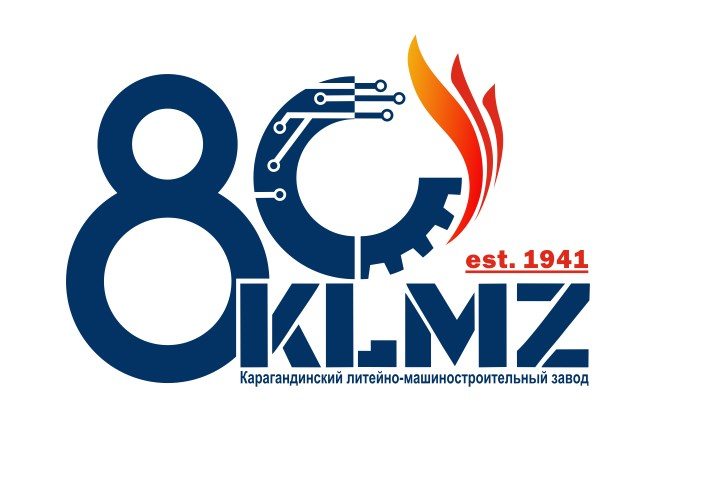 80
est. 1941
KLMZ
Карагандинский литейно-машиностроительный завод